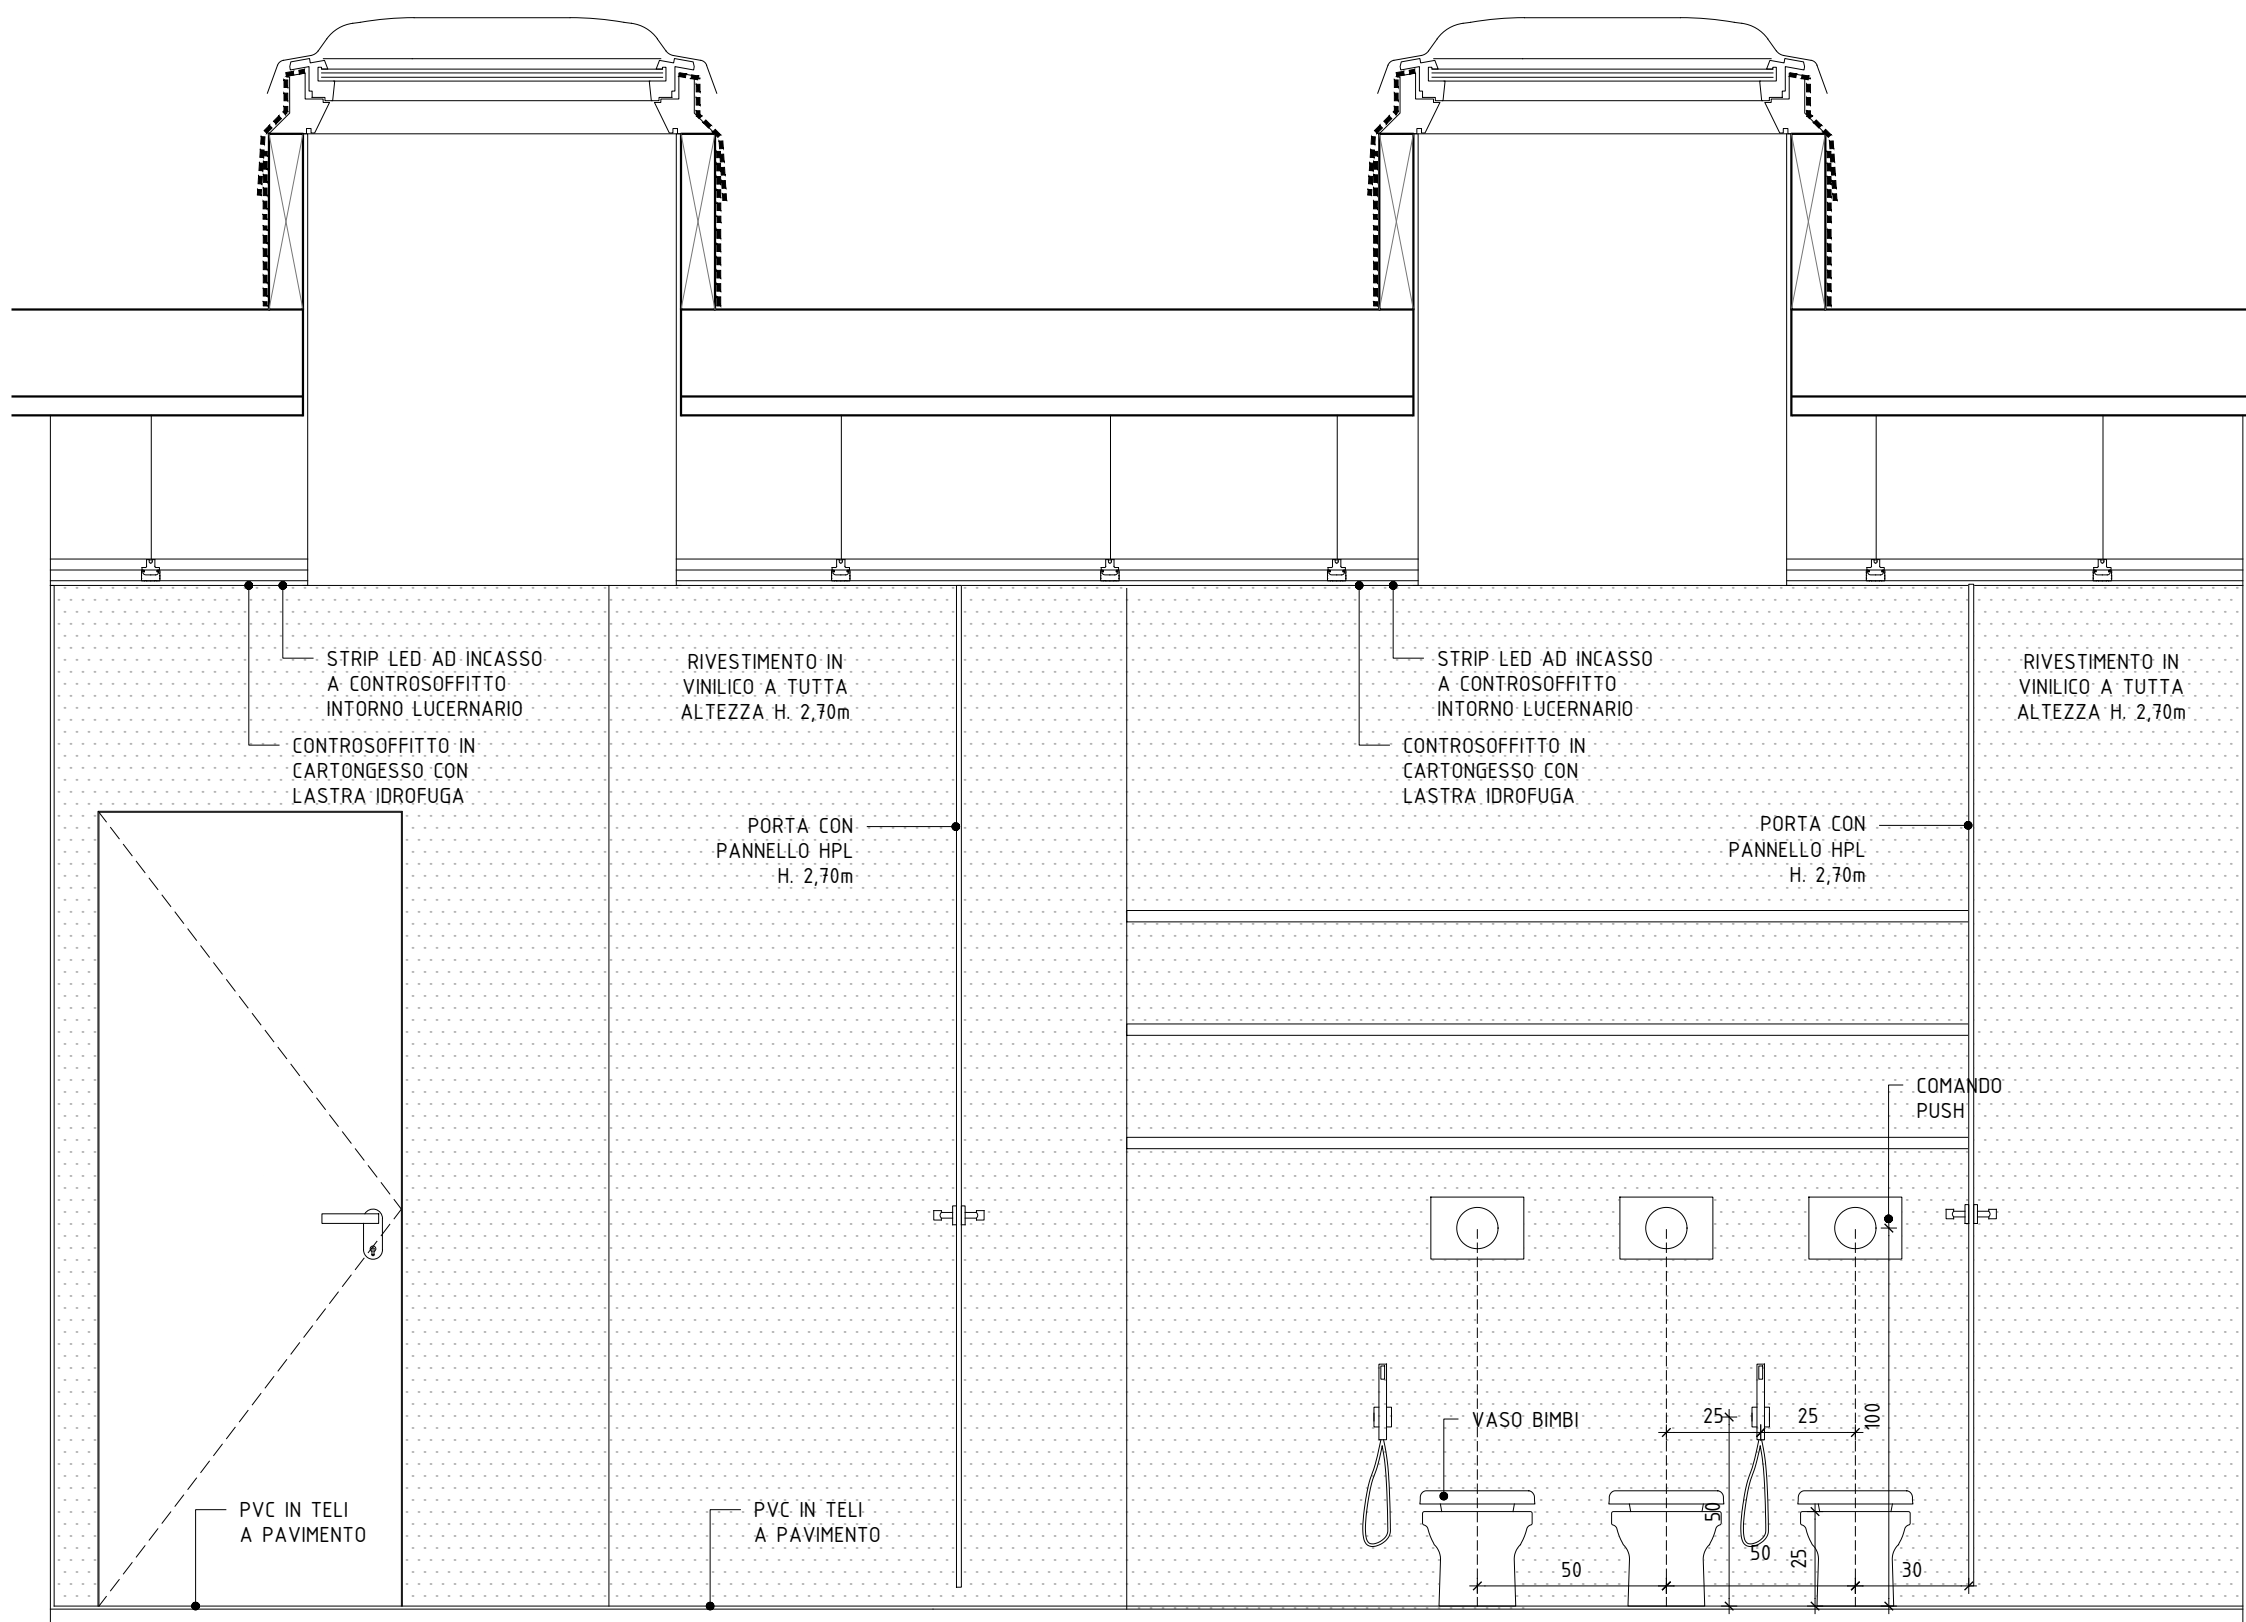 STRIP LED AD INCASSO
A CONTROSOFFITTO
INTORNO LUCERNARIO
CONTROSOFFITTO IN
CARTONGESSO CON
LASTRA IDROFUGA
RIVESTIMENTO IN
VINILICO A TUTTA
ALTEZZA H. 2,70m
PORTA CON
PANNELLO HPL
H. 2,70m
STRIP LED AD INCASSO
A CONTROSOFFITTO
INTORNO LUCERNARIO
CONTROSOFFITTO IN
CARTONGESSO CON
LASTRA IDROFUGA
RIVESTIMENTO IN
VINILICO A TUTTA
ALTEZZA H. 2,70m
PORTA CON
PANNELLO HPL
H. 2,70m
COMANDO
PUSH
VASO BIMBI
25
25
100
50
50
25
50
30
PVC IN TELI
A PAVIMENTO
PVC IN TELI
A PAVIMENTO